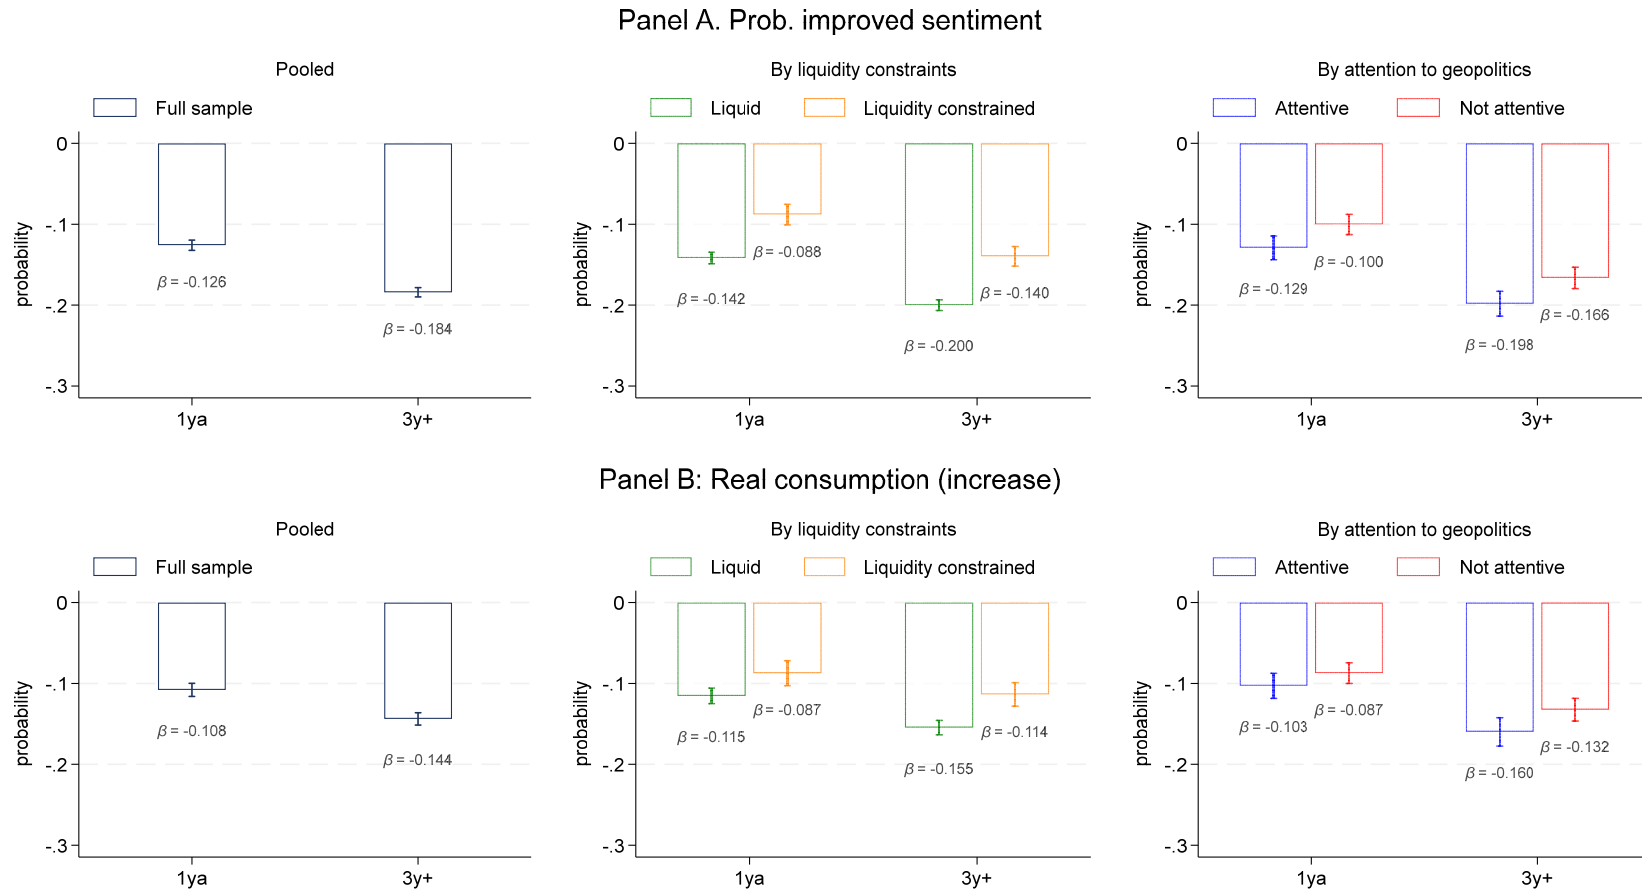 Panel A. Prob. improved sentiment
Pooled
Full sample
probability
0
-.1
-.2
-.3
β = -0.126
β = -0.184
1ya
3y+
By liquidity constraints
Liquid
Liquidity constrained
probability
0
-.1
-.2
-.3
β = -0.142
β = -0.088
β = -0.200
β = -0.140
1ya
3y+
By attention to geopolitics
Attentive
Not attentive
probability
0
-.1
-.2
-.3
β = -0.129
β = -0.100
β = -0.198
β = -0.166
1ya
3y+
Panel B: Real consumption (increase)
Pooled
Full sample
probability
0
-.1
-.2
-.3
β = -0.108
β = -0.144
1ya
3y+
By liquidity constraints
Liquid
Liquidity constrained
probability
0
-.1
-.2
-.3
β = -0.115
β = -0.087
β = -0.155
β = -0.114
1ya
3y+
By attention to geopolitics
Attentive
Not attentive
probability
0
-.1
-.2
-.3
β = -0.103
β = -0.087
β = -0.160
β = -0.132
1ya
3y+